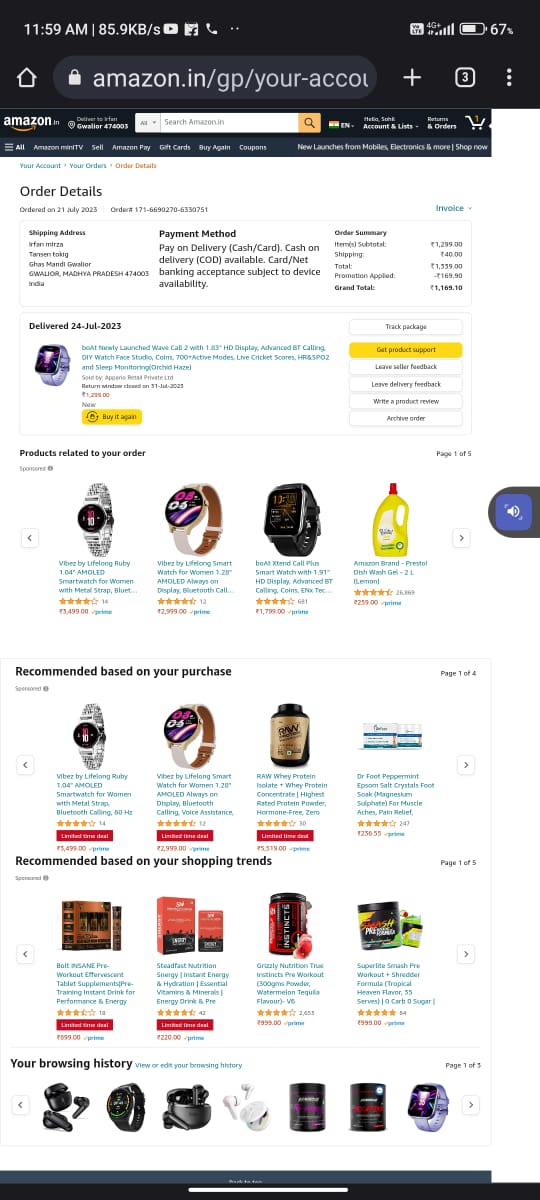 11:59 AM | 85.9KB/s
4G+
67%
amazon.in/gp/your-accou
3
amazon.in
Deliver to Irfan
Gwalior 474003
All
Search Amazon.in
EN
Hello, Sohil
Account & Lists
Returns
& Orders
1
All
Amazon miniTV
Sell
Amazon Pay
Gift Cards
Buy Again
Coupons
New Launches from Mobiles, Electronics & more | Shop now
Your Account › Your Orders › Order Details
Order Details
Ordered on 21 July 2023 | Order# 171-6690270-6330751
Invoice
Shipping Address
Irfan mirza
Tansen tokig
Ghas Mandi Gwalior
GWALIOR, MADHYA PRADESH 474003
India
Payment Method
Pay on Delivery (Cash/Card). Cash on
delivery (COD) available. Card/Net
banking acceptance subject to device
availability.
Order Summary
Item(s) Subtotal: ₹1,299.00
Shipping: ₹40.00
Total: ₹1,339.00
Promotion Applied: -₹169.90
Grand Total: ₹1,169.10
Delivered 24-Jul-2023
boAt Newly Launched Wave Call 2 with 1.83" HD Display, Advanced BT Calling,
DIY Watch Face Studio, Coins, 700+Active Modes, Live Cricket Scores, HR&SPO2
and Sleep Monitoring(Orchid Haze)
Sold by: Appario Retail Private Ltd
Return window closed on 31-Jul-2023
₹1,299.00
New
Buy it again
Track package
Get product support
Leave seller feedback
Leave delivery feedback
Write a product review
Archive order
Products related to your order
Page 1 of 5
Sponsored
Vibez by Lifelong Ruby
1.04" AMOLED
Smartwatch for Women
with Metal Strap, Bluet...
14
₹3,499.00 prime
Vibez by Lifelong Smart
Watch for Women 1.28"
AMOLED Always on
Display, Bluetooth Call...
12
₹2,999.00 prime
boAt Xtend Call Plus
Smart Watch with 1.91"
HD Display, Advanced BT
Calling, Coins, ENx Tec...
681
₹1,799.00 prime
Amazon Brand - Presto!
Dish Wash Gel - 2 L
(Lemon)
26,869
₹259.00 prime
Recommended based on your purchase
Page 1 of 4
Sponsored
Vibez by Lifelong Ruby
1.04" AMOLED
Smartwatch for Women
with Metal Strap,
Bluetooth Calling, 60 Hz
14
Limited time deal
₹3,499.00 prime
Vibez by Lifelong Smart
Watch for Women 1.28"
AMOLED Always on
Display, Bluetooth
Calling, Voice Assistance,
12
Limited time deal
₹2,999.00 prime
RAW Whey Protein
Isolate + Whey Protein
Concentrate | Highest
Rated Protein Powder,
Hormone-Free, Zero
30
Limited time deal
₹5,519.00 prime
Dr Foot Peppermint
Epsom Salt Crystals Foot
Soak (Magnesium
Sulphate) For Muscle
Aches, Pain Relief,
247
₹236.55 prime
Recommended based on your shopping trends
Page 1 of 5
Sponsored
Bolt INSANE Pre-
Workout Effervescent
Tablet Supplements|Pre-
Training Instant Drink for
Performance & Energy
18
Limited time deal
₹699.00 prime
Steadfast Nutrition
Senergy | Instant Energy
& Hydration | Essential
Vitamins & Minerals |
Energy Drink & Pre
42
Limited time deal
₹220.00 prime
Grizzly Nutrition True
Instincts Pre Workout
(300gms Powder,
Watermelon Tequila
Flavour)- V6
2,653
₹999.00 prime
Superlite Smash Pre
Workout + Shredder
Formula (Tropical
Heaven Flavor, 55
Serves) | 0 Carb 0 Sugar |
84
₹999.00 prime
Your browsing history View or edit your browsing history
Page 1 of 3
Back to top